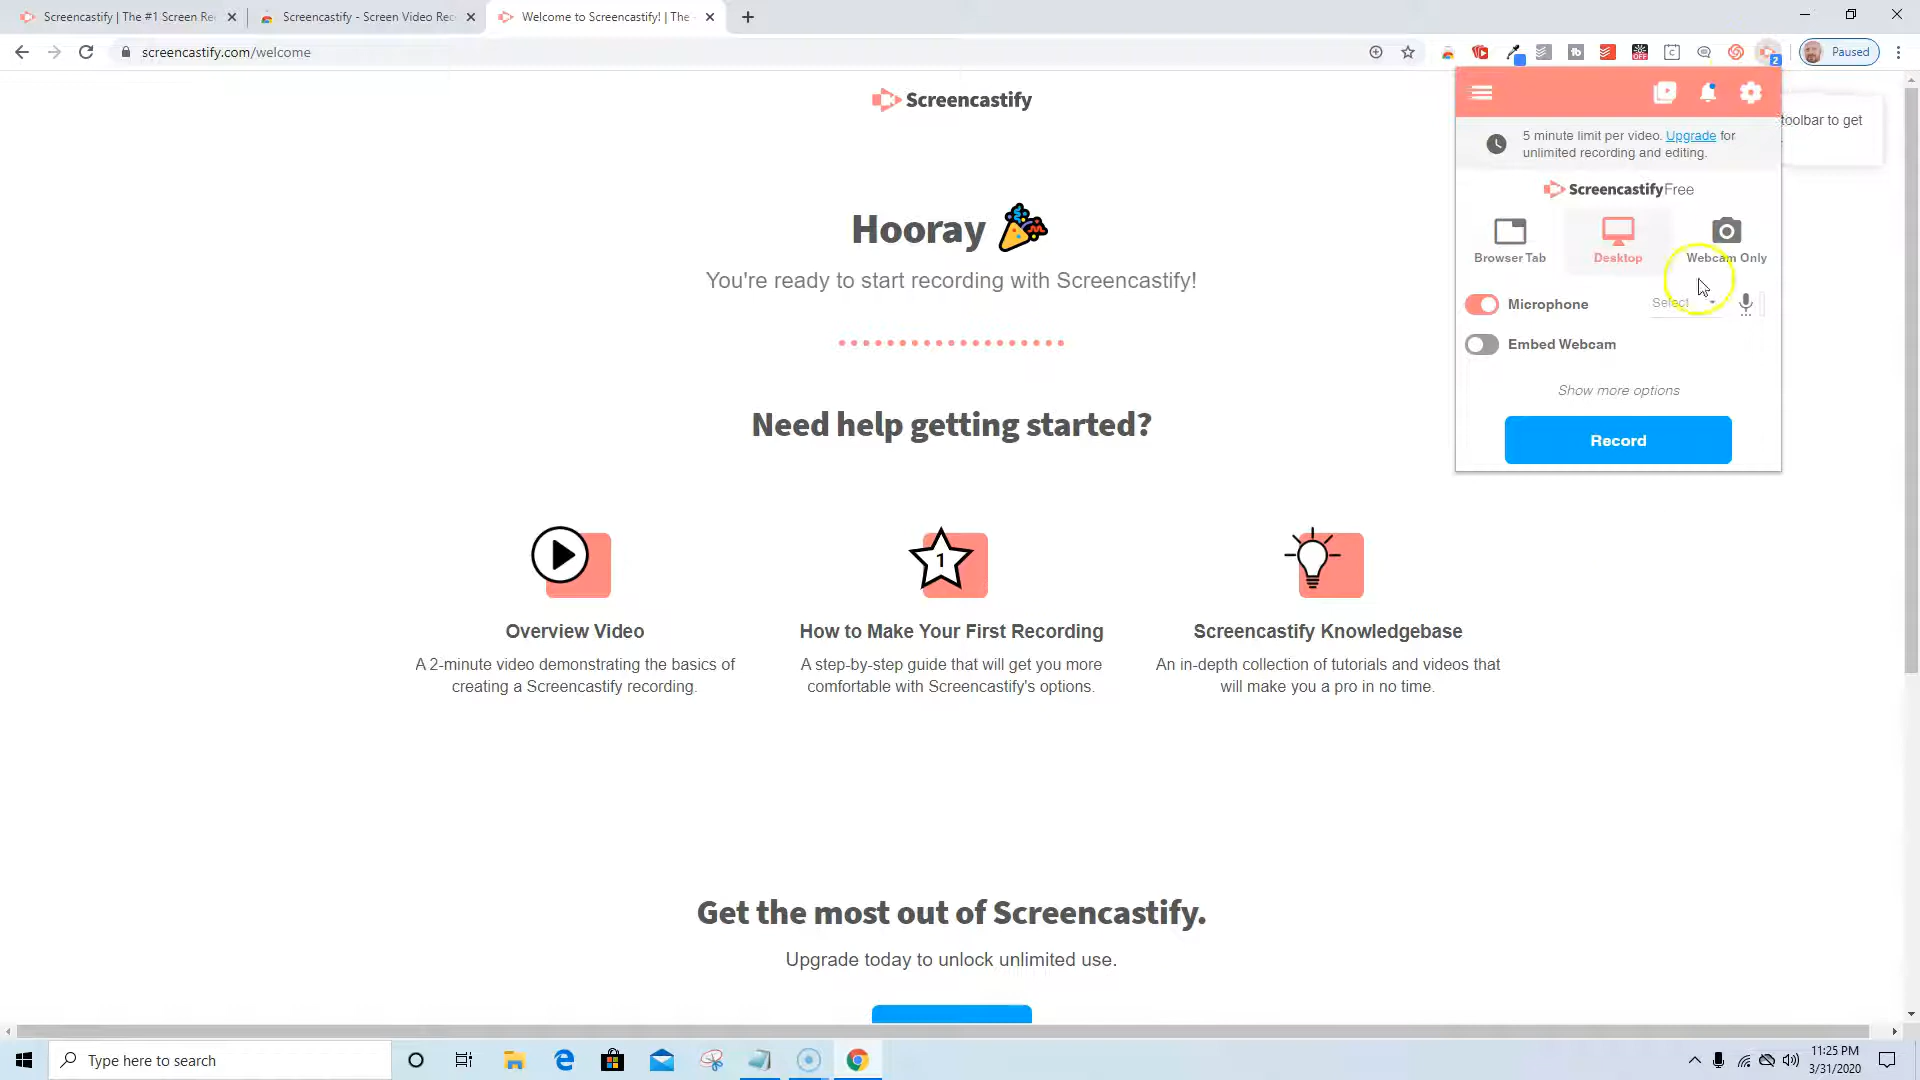 Screencastify | The #1 Screen Re
Screencastify - Screen Video Rec
Welcome to Screencastify! | The
screencastify.com/welcome
Paused
2
OFF
toolbar to get
5 minute limit per video. Upgrade for
unlimited recording and editing.
ScreencastifyFree
Browser Tab
Desktop
Webcam Only
Microphone
Select
Embed Webcam
Show more options
Record
Screencastify
Hooray
You're ready to start recording with Screencastify!
Need help getting started?
1
Overview Video
A 2-minute video demonstrating the basics of
creating a Screencastify recording.
How to Make Your First Recording
A step-by-step guide that will get you more
comfortable with Screencastify's options.
Screencastify Knowledgebase
An in-depth collection of tutorials and videos that
will make you a pro in no time.
Get the most out of Screencastify.
Upgrade today to unlock unlimited use.
Type here to search
11:25 PM
3/31/2020